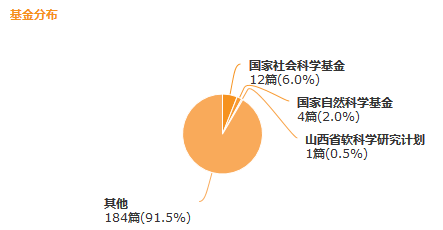 基金分布
国家社会科学基金
12篇(6.0%)
国家自然科学基金
4篇(2.0%)
山西省软科学研究计划
1篇(0.5%)
其他
184篇(91.5%)